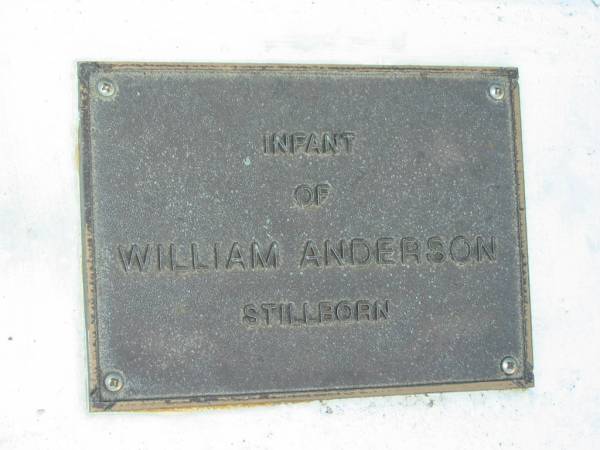 INFANT
OF
WILLIAM ANDERSON
STILLBORN